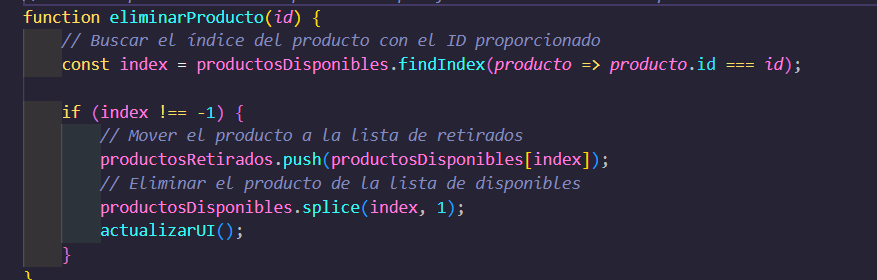 function eliminarProducto(id) {
    // Buscar el índice del producto con el ID proporcionado
    const index = productosDisponibles.findIndex(producto => producto.id === id);
    if (index !== -1) {
        // Mover el producto a la lista de retirados
        productosRetirados.push(productosDisponibles[index]);
        // Eliminar el producto de la lista de disponibles
        productosDisponibles.splice(index, 1);
        actualizarUI();
    }
}